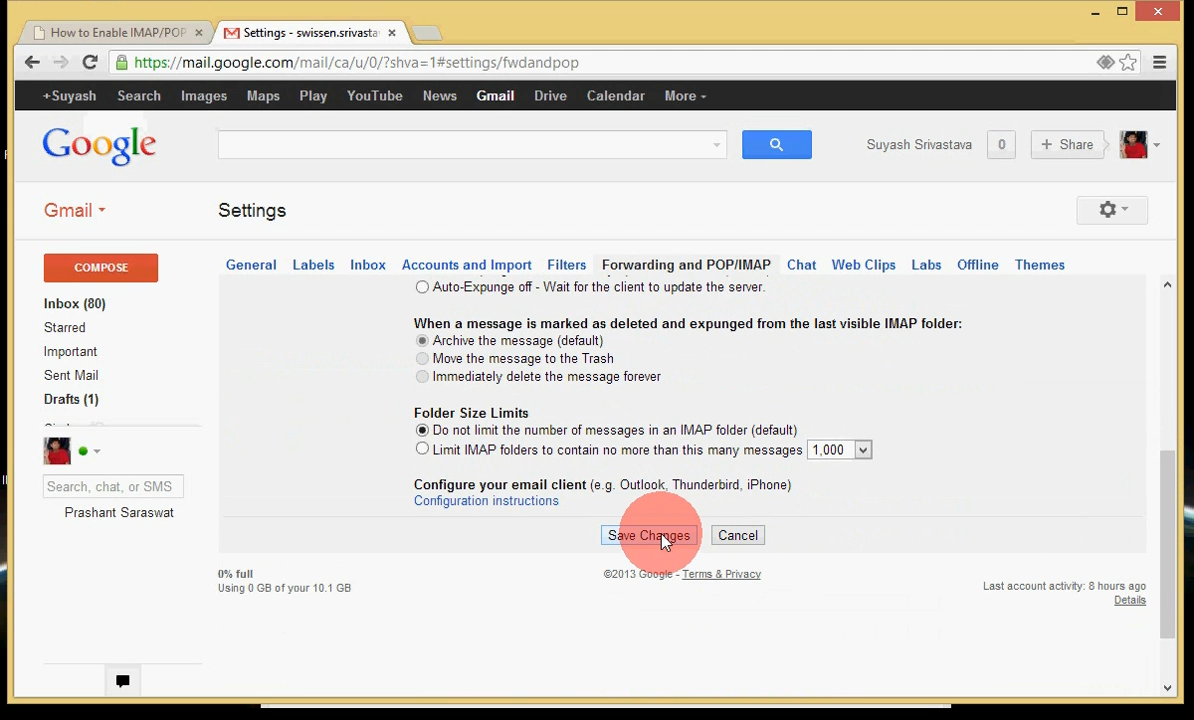 How to Enable IMAP/POP
Settings - swissen.srivasta
https://mail.google.com/mail/ca/u/0/?shva=1#settings/fwdandpop
+Suyash Search Images Maps Play YouTube News Gmail Drive Calendar More
Google
Suyash Srivastava 0 + Share
Gmail Settings
General Labels Inbox Accounts and Import Filters Forwarding and POP/IMAP Chat Web Clips Labs Offline Themes
COMPOSE
Inbox (80)
Starred
Important
Sent Mail
Drafts (1)
Search, chat, or SMS
Prashant Saraswat
Auto-Expunge off - Wait for the client to update the server.
When a message is marked as deleted and expunged from the last visible IMAP folder:
Archive the message (default)
Move the message to the Trash
Immediately delete the message forever
Folder Size Limits
Do not limit the number of messages in an IMAP folder (default)
Limit IMAP folders to contain no more than this many messages 1,000
Configure your email client (e.g. Outlook, Thunderbird, iPhone)
Configuration instructions
Save Changes Cancel
0% full
Using 0 GB of your 10.1 GB
©2013 Google - Terms & Privacy
Last account activity: 8 hours ago
Details